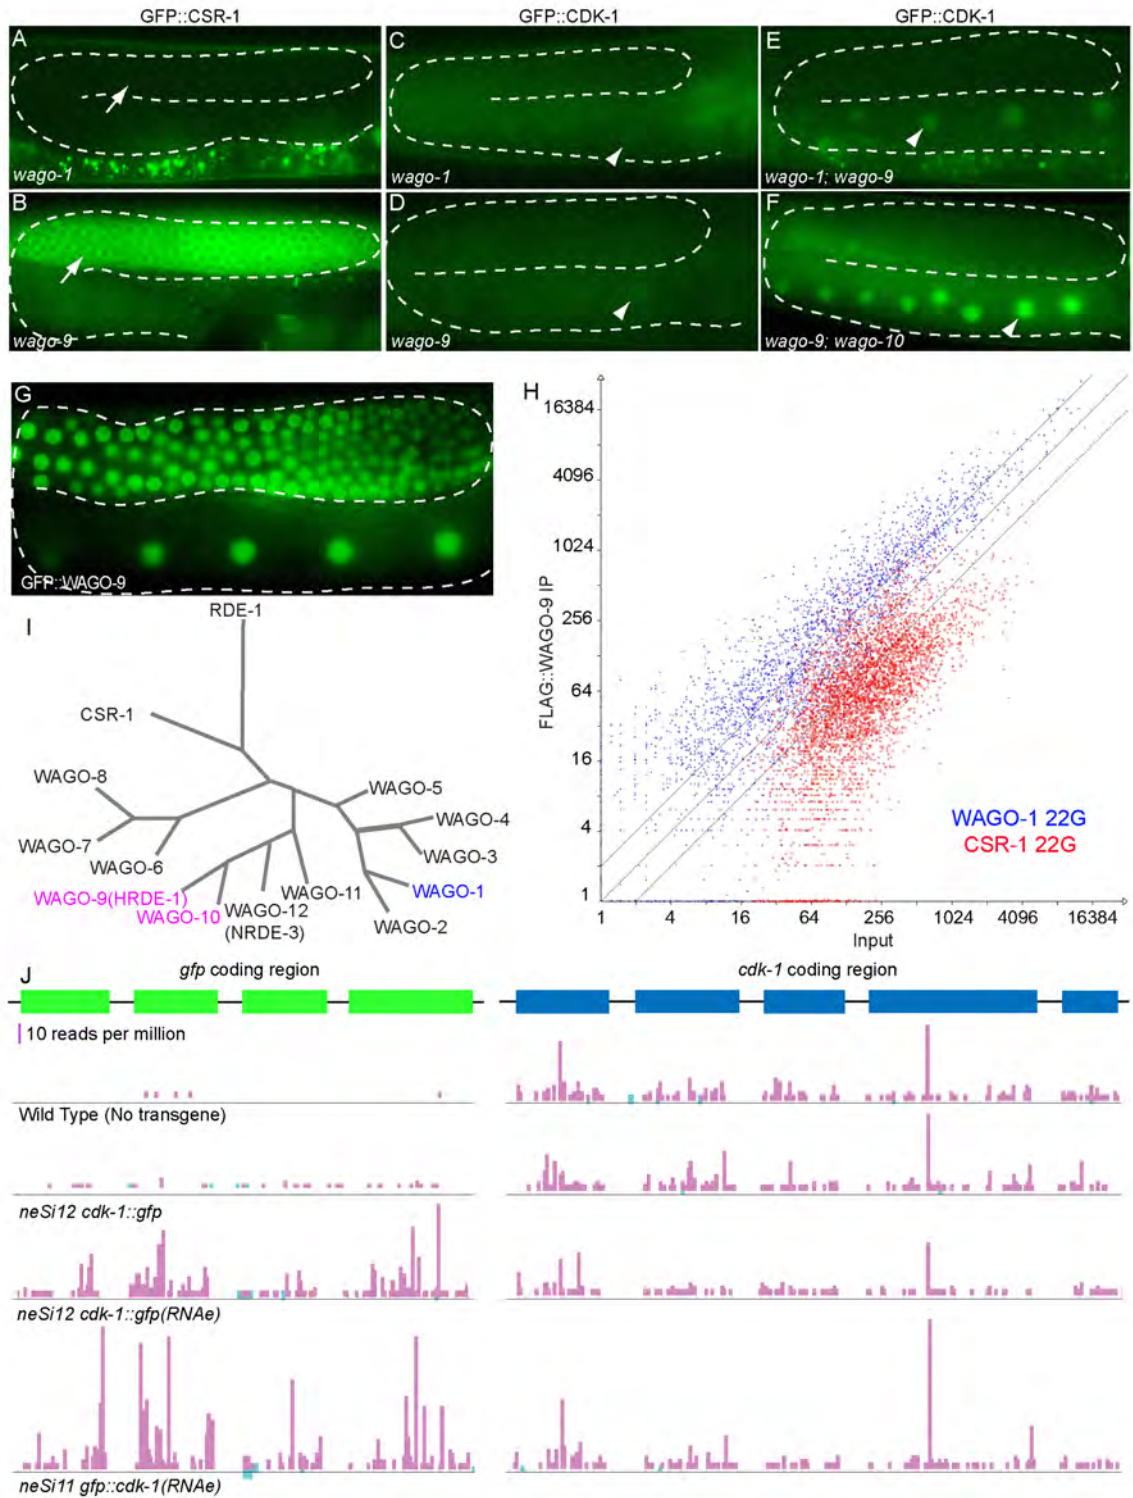 GFP::CSR-1
GFP::CDK-1
GFP::CDK-1
A
wago-1
C
wago-1
E
wago-1; wago-9
B
wago-9
D
wago-9
F
wago-9; wago-10
G
GFP::WAGO-9
H
16384
4096
1024
256
64
16
4
1
FLAG::WAGO-9 IP
WAGO-1 22G
CSR-1 22G
1 4 16 64 256 1024 4096 16384
Input
I
RDE-1
CSR-1
WAGO-8
WAGO-7
WAGO-6
WAGO-9(HRDE-1)
WAGO-10
WAGO-12
(NRDE-3)
WAGO-11
WAGO-5
WAGO-4
WAGO-3
WAGO-1
WAGO-2
J
gfp coding region
cdk-1 coding region
10 reads per million
Wild Type (No transgene)
neSi12 cdk-1::gfp
neSi12 cdk-1::gfp(RNAe)
neSi11 gfp::cdk-1(RNAe)